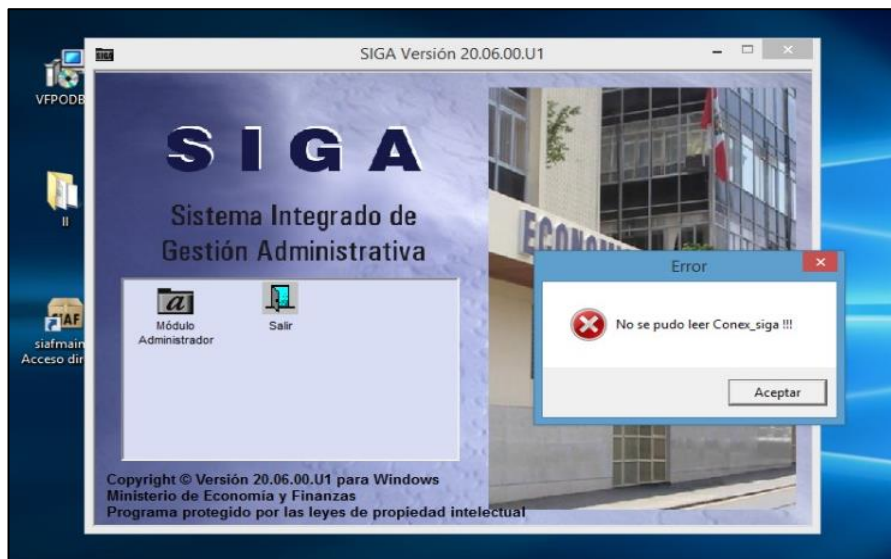 SIGA Versión 20.06.00.U1
VFPODB
II
SIAF
siafmain
Acceso dir
SIGA
Sistema Integrado de
Gestión Administrativa
a
Módulo
Administrador
Salir
Error
No se pudo leer Conex_siga !!!
Aceptar
Copyright © Versión 20.06.00.U1 para Windows
Ministerio de Economía y Finanzas
Programa protegido por las leyes de propiedad intelectual